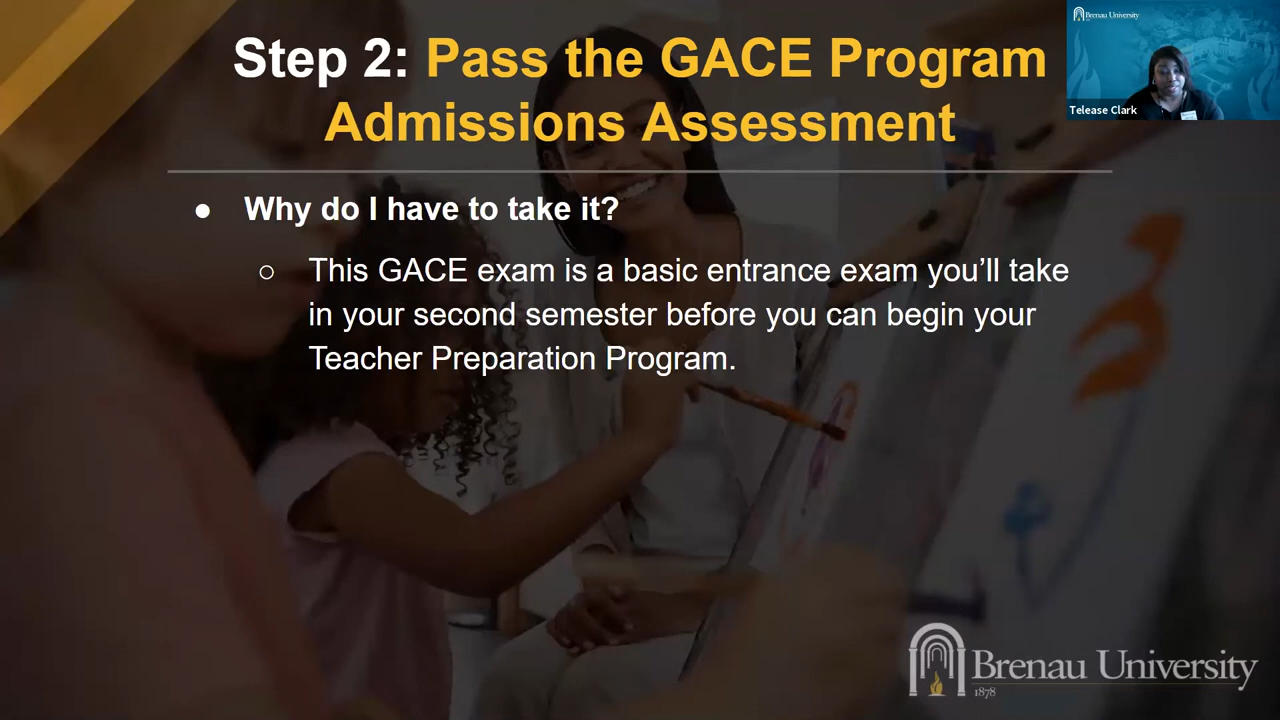 Step 2: Pass the GACE Program
Admissions Assessment
Brenau University
Telease Clark
● Why do I have to take it?
○ This GACE exam is a basic entrance exam you’ll take
in your second semester before you can begin your
Teacher Preparation Program.
Brenau University
1878